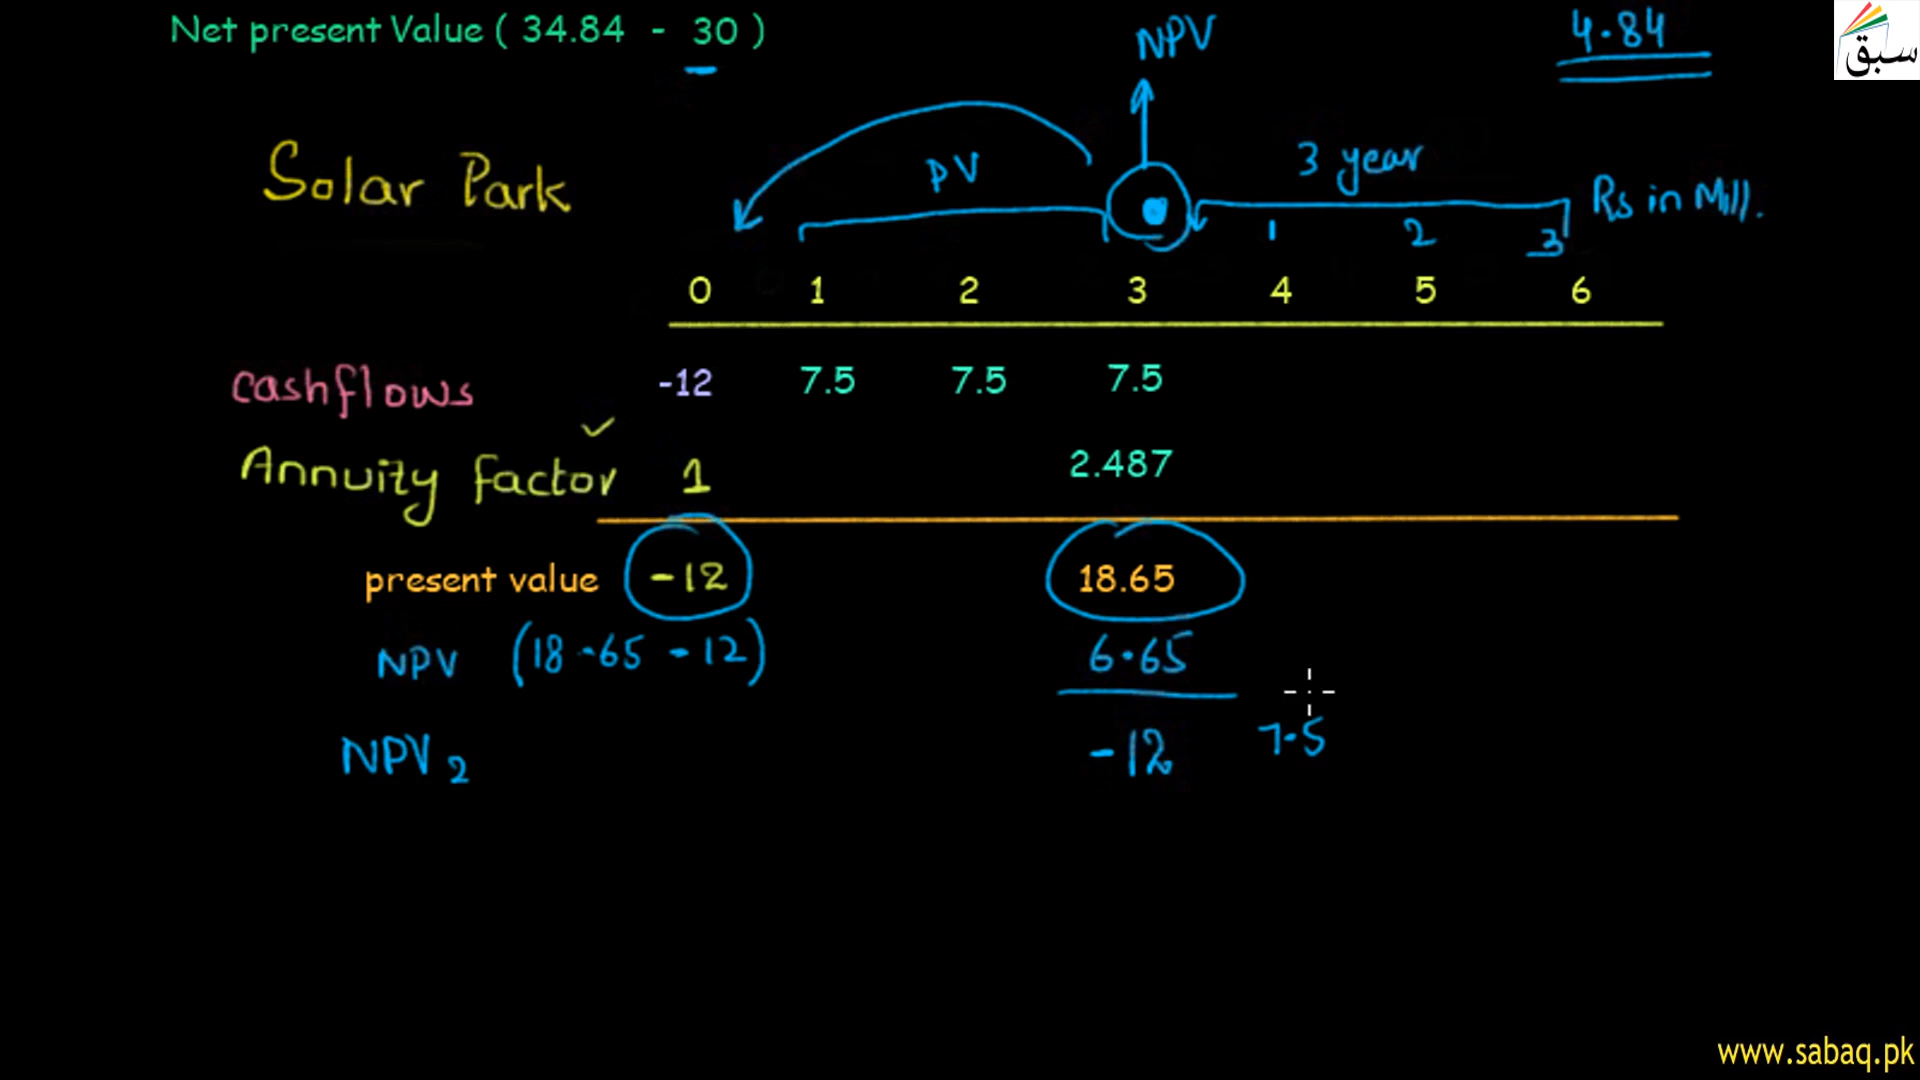 Net present Value ( 34.84 - 30 )
NPV
4.84
سبق
Solar Park
PV
3 year
Rs in Mill.
1 2 3
0 1 2 3 4 5 6
cashflows -12 7.5 7.5 7.5
Annuity factor 1 2.487
present value -12 18.65
NPV (18.65 - 12) 6.65
NPV2 -12 7.5
www.sabaq.pk